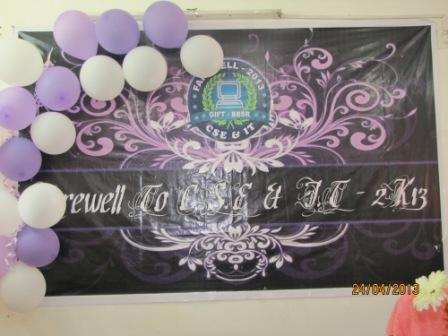 FAREWELL - 2013
GIFT - BBSR
CSE & IT
rewell To C.S.E & I.T - 2K13
24/04/2013